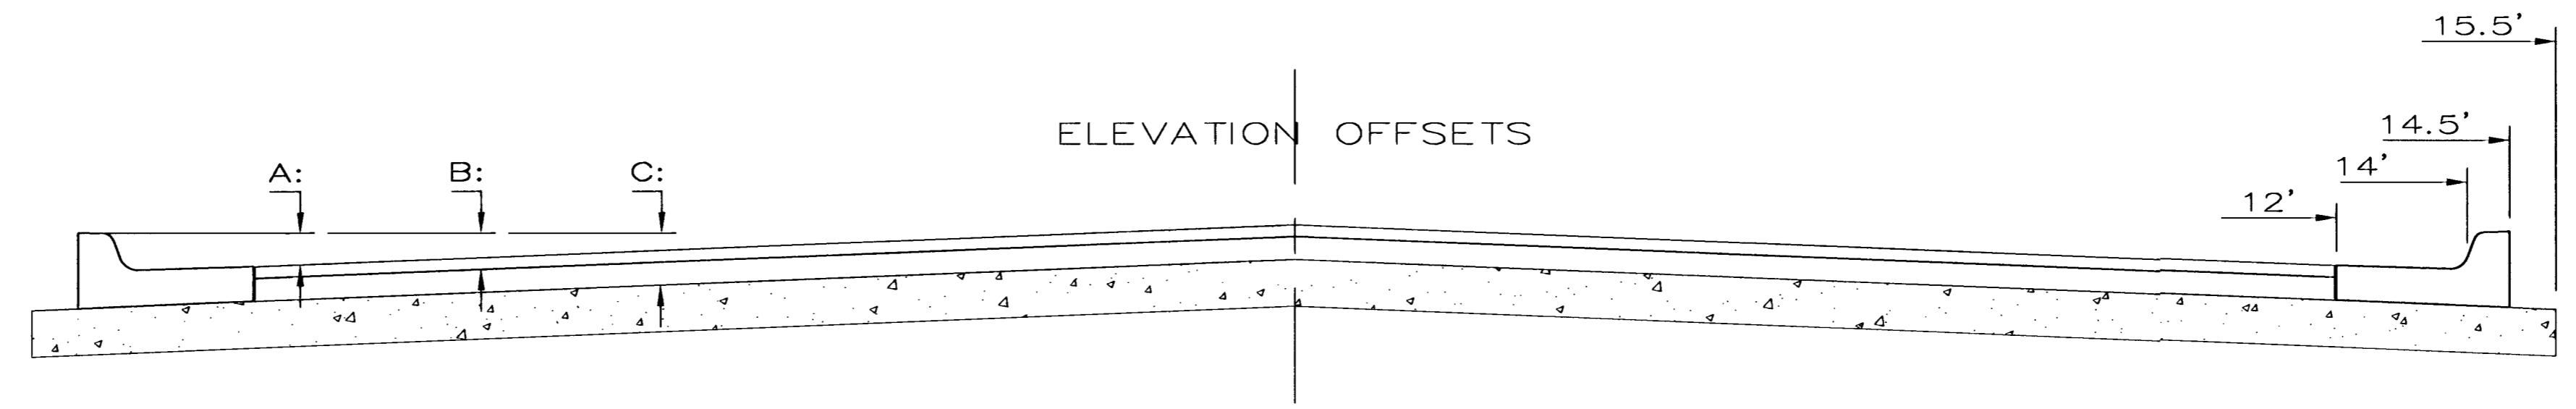 15.5'
ELEVATION OFFSETS
14.5'
A: B: C:
14'
12'